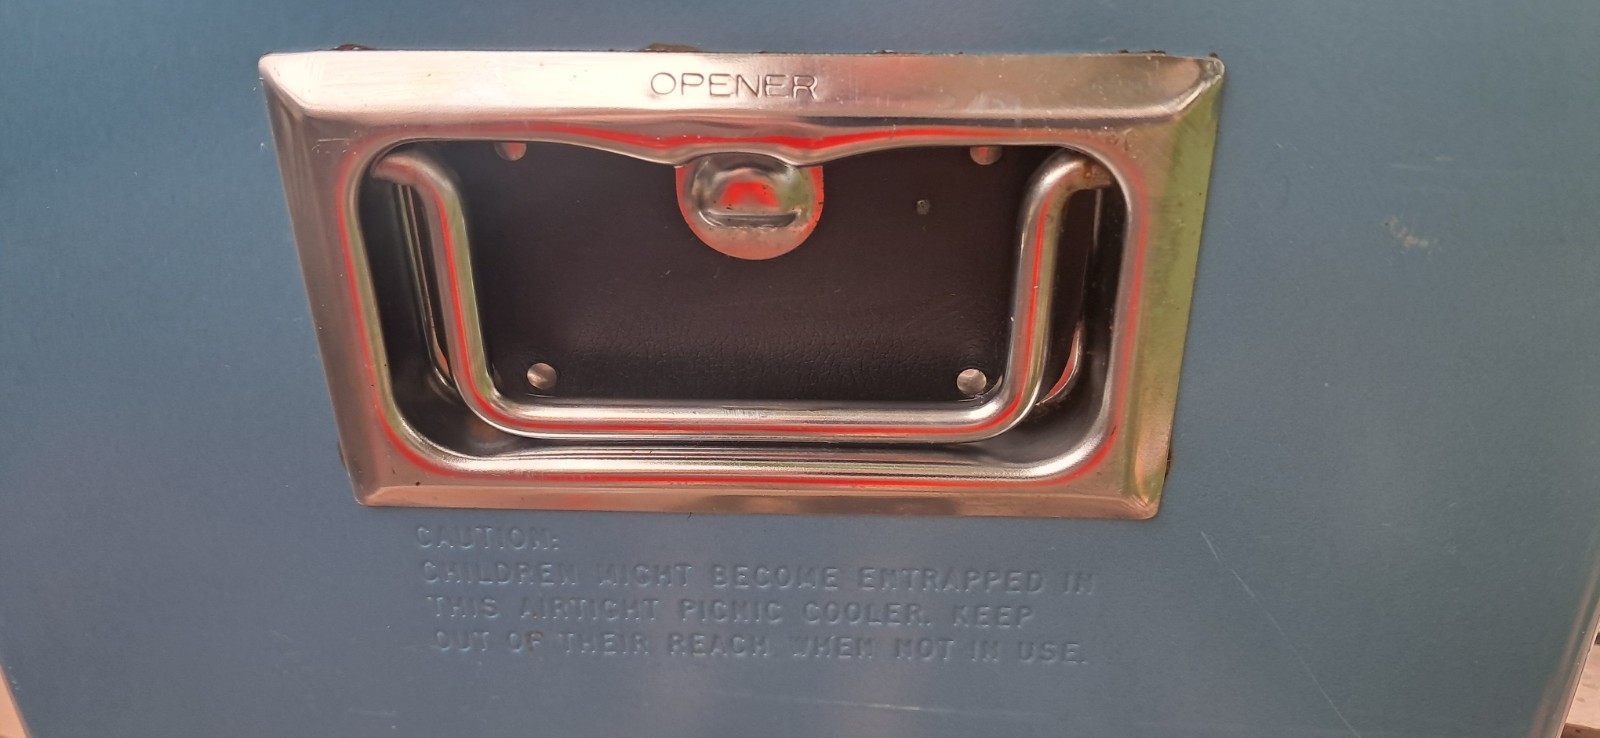 OPENER
CAUTION:
CHILDREN MIGHT BECOME ENTRAPPED IN
THIS AIRTIGHT PICNIC COOLER. KEEP
OUT OF THEIR REACH WHEN NOT IN USE.